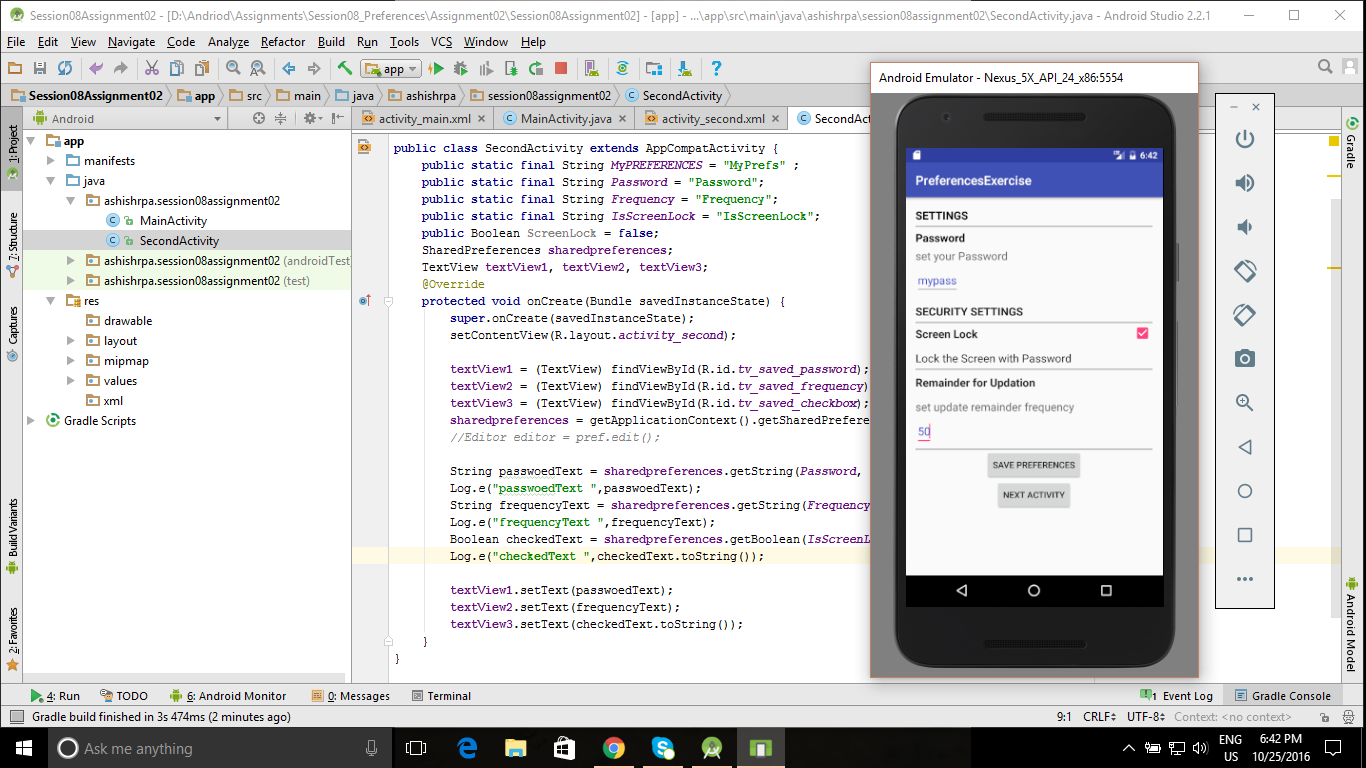 Session08Assignment02 - [D:\Andriod\Assignments\Session08_Preferences\Assignment02\Session08Assignment02] - [app] - ...\app\src\main\java\ashishrpa\session08assignment02\SecondActivity.java - Android Studio 2.2.1
File Edit View Navigate Code Analyze Refactor Build Run Tools VCS Window Help
app
Session08Assignment02 app src main java ashishrpa session08assignment02 SecondActivity
Android
activity_main.xml MainActivity.java activity_second.xml SecondAct
1: Project
7: Structure
Captures
Build Variants
2: Favorites
app
manifests
java
ashishrpa.session08assignment02
MainActivity
SecondActivity
ashishrpa.session08assignment02 (androidTest
ashishrpa.session08assignment02 (test)
res
drawable
layout
mipmap
values
xml
Gradle Scripts
public class SecondActivity extends AppCompatActivity {
public static final String MyPREFERENCES = "MyPrefs" ;
public static final String Password = "Password";
public static final String Frequency = "Frequency";
public static final String IsScreenLock = "IsScreenLock";
public Boolean ScreenLock = false;
SharedPreferences sharedpreferences;
TextView textView1, textView2, textView3;
@Override
protected void onCreate(Bundle savedInstanceState) {
super.onCreate(savedInstanceState);
setContentView(R.layout.activity_second);
textView1 = (TextView) findViewById(R.id.tv_saved_password);
textView2 = (TextView) findViewById(R.id.tv_saved_frequency)
textView3 = (TextView) findViewById(R.id.tv_saved_checkbox);
sharedpreferences = getApplicationContext().getSharedPrefere
//Editor editor = pref.edit();
String passwoedText = sharedpreferences.getString(Password,
Log.e("passwoedText ",passwoedText);
String frequencyText = sharedpreferences.getString(Frequency
Log.e("frequencyText ",frequencyText);
Boolean checkedText = sharedpreferences.getBoolean(IsScreenL
Log.e("checkedText ",checkedText.toString());
textView1.setText(passwoedText);
textView2.setText(frequencyText);
textView3.setText(checkedText.toString());
}
}
Android Emulator - Nexus_5X_API_24_x86:5554
6:42
PreferencesExercise
SETTINGS
Password
set your Password
mypass
SECURITY SETTINGS
Screen Lock
Lock the Screen with Password
Remainder for Updation
set update remainder frequency
50
SAVE PREFERENCES
NEXT ACTIVITY
Gradle
Android Model
4: Run TODO 6: Android Monitor 0: Messages Terminal 1 Event Log Gradle Console
Gradle build finished in 3s 474ms (2 minutes ago) 9:1 CRLF UTF-8 Context: <no context>
Ask me anything
ENG
US
6:42 PM
10/25/2016